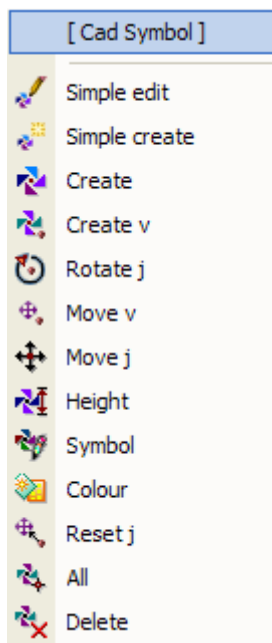 [ Cad Symbol ]
Simple edit
Simple create
Create
Create v
Rotate j
Move v
Move j
Height
Symbol
Colour
Reset j
All
Delete